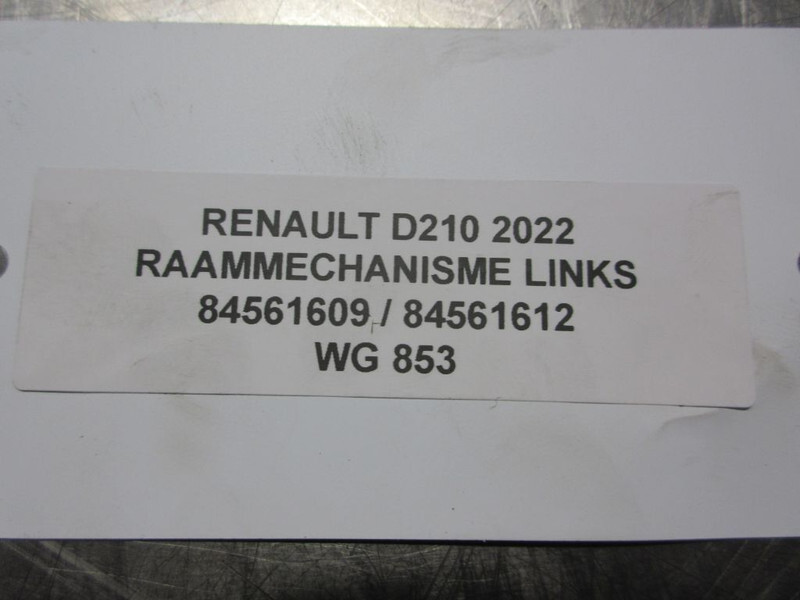 RENAULT D210 2022
RAAMMECHANISME LINKS
84561609 / 84561612
WG 853